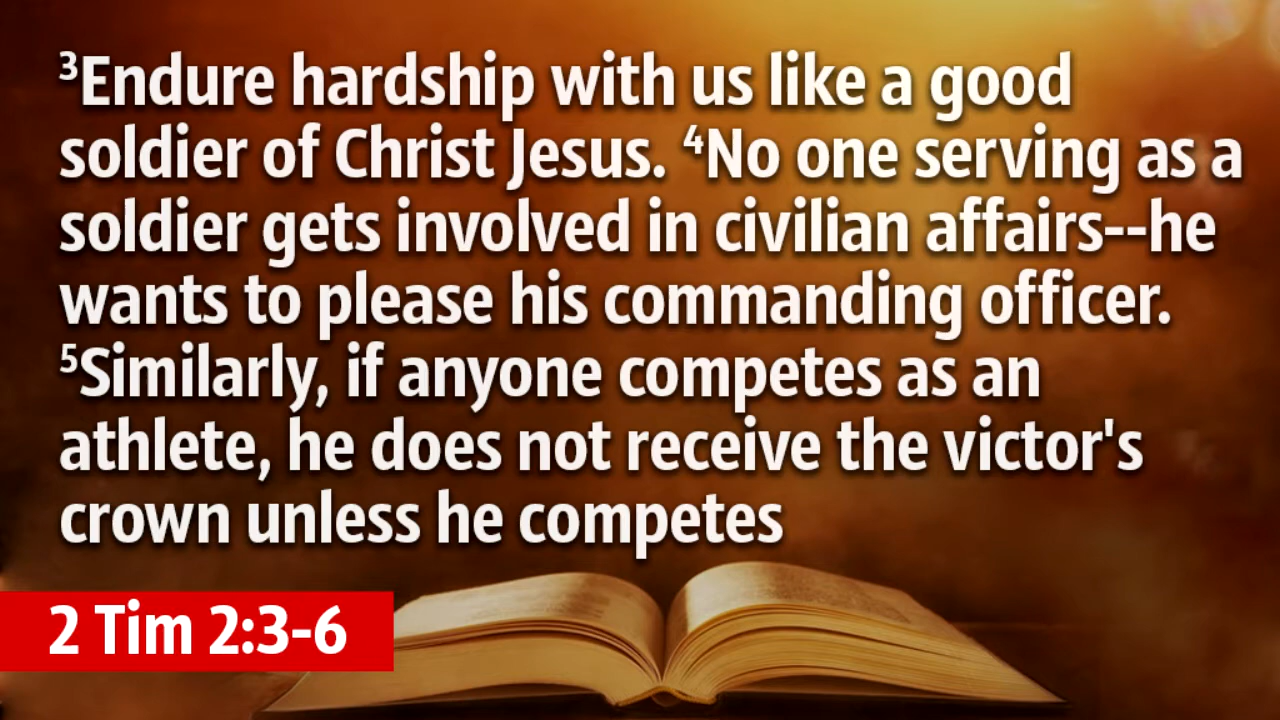 ³Endure hardship with us like a good
soldier of Christ Jesus. ⁴No one serving as a
soldier gets involved in civilian affairs--he
wants to please his commanding officer.
⁵Similarly, if anyone competes as an
athlete, he does not receive the victor's
crown unless he competes
2 Tim 2:3-6